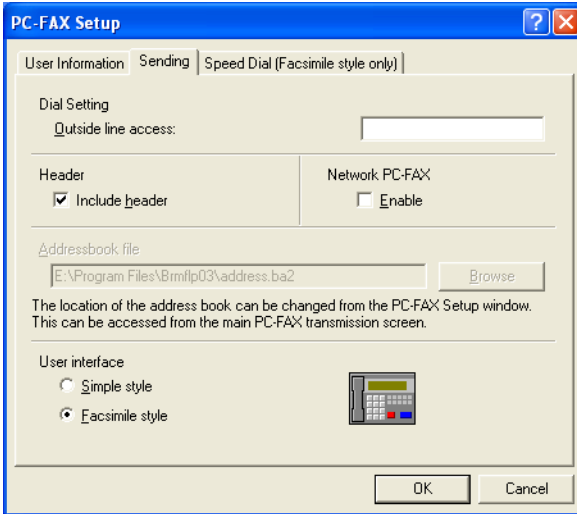 PC-FAX Setup
User Information Sending Speed Dial (Facsimile style only)
Dial Setting
Outside line access:
Header Network PC-FAX
Include header Enable
Addressbook file
E:\Program Files\Brmflp03\address.ba2 Browse
The location of the address book can be changed from the PC-FAX Setup window.
This can be accessed from the main PC-FAX transmission screen.
User interface
Simple style
Facsimile style
OK Cancel